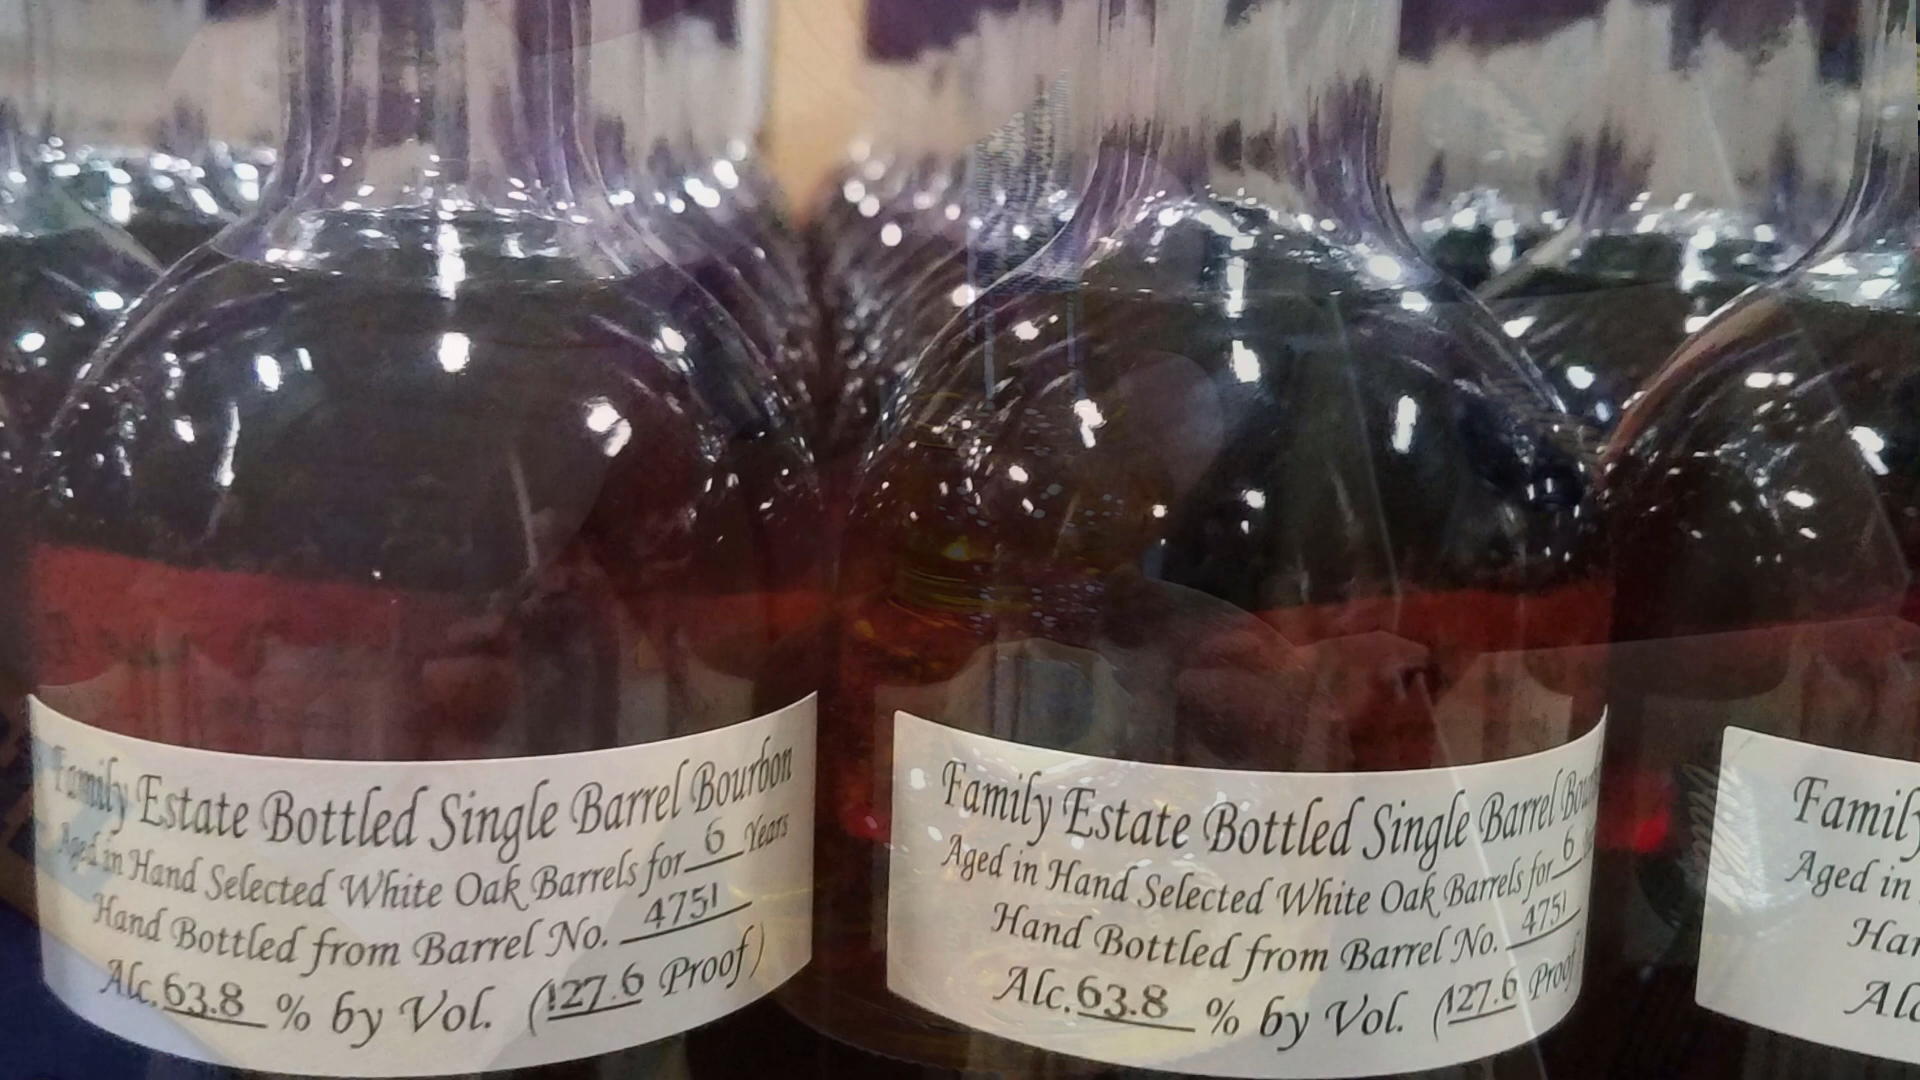 Family Estate Bottled Single Barrel Bourbon
Aged in Hand Selected White Oak Barrels for 6 Years
Hand Bottled from Barrel No. 4751
Alc. 63.8 % by Vol. (127.6 Proof)
Family Estate Bottled Single Barrel
Aged in Hand Selected White Oak Barrels for 6
Hand Bottled from Barrel No. 4751
Alc. 63.8 % by Vol. (127.6 Proof
Family
Aged in